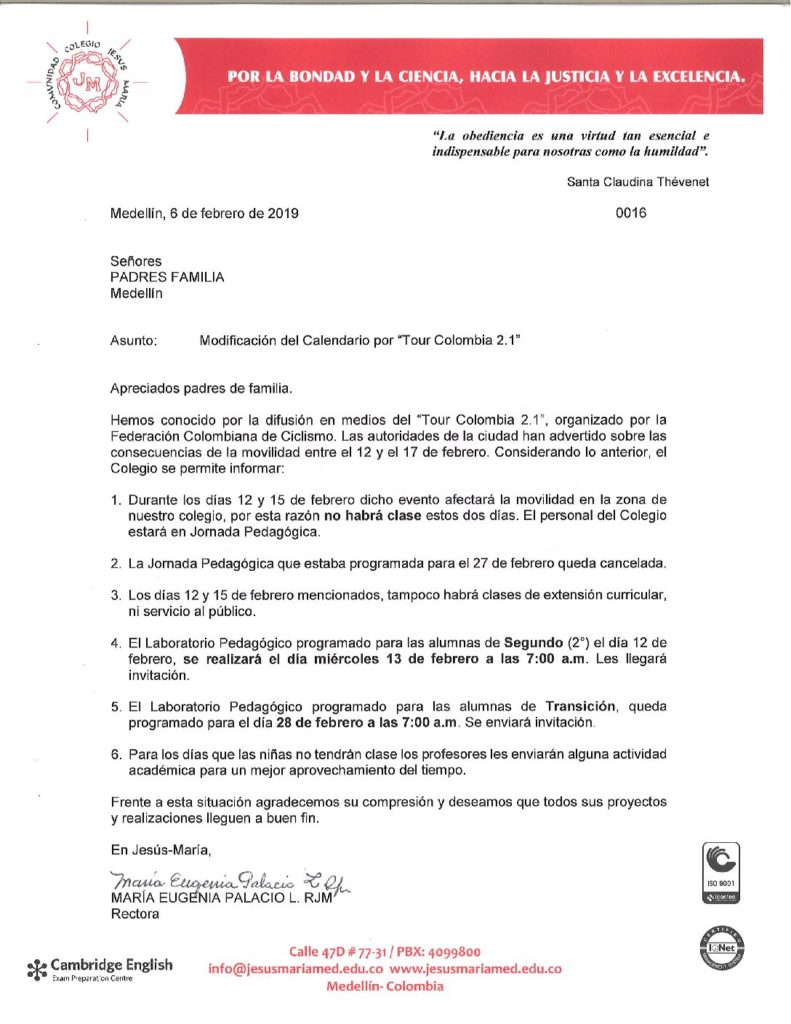 COMUNIDAD COLEGIO JESÚS MARÍA
JM
POR LA BONDAD Y LA CIENCIA, HACIA LA JUSTICIA Y LA EXCELENCIA.
“La obediencia es una virtud tan esencial e
indispensable para nosotras como la humildad”.
Santa Claudina Thévenet
Medellín, 6 de febrero de 2019 0016
Señores
PADRES FAMILIA
Medellín
Asunto: Modificación del Calendario por “Tour Colombia 2.1”
Apreciados padres de familia.
Hemos conocido por la difusión en medios del “Tour Colombia 2.1”, organizado por la
Federación Colombiana de Ciclismo. Las autoridades de la ciudad han advertido sobre las
consecuencias de la movilidad entre el 12 y el 17 de febrero. Considerando lo anterior, el
Colegio se permite informar:
1. Durante los días 12 y 15 de febrero dicho evento afectará la movilidad en la zona de
nuestro colegio, por esta razón no habrá clase estos dos días. El personal del Colegio
estará en Jornada Pedagógica.
2. La Jornada Pedagógica que estaba programada para el 27 de febrero queda cancelada.
3. Los días 12 y 15 de febrero mencionados, tampoco habrá clases de extensión curricular,
ni servicio al público.
4. El Laboratorio Pedagógico programado para las alumnas de Segundo (2°) el día 12 de
febrero, se realizará el día miércoles 13 de febrero a las 7:00 a.m. Les llegará
invitación.
5. El Laboratorio Pedagógico programado para las alumnas de Transición, queda
programado para el día 28 de febrero a las 7:00 a.m. Se enviará invitación.
6. Para los días que las niñas no tendrán clase los profesores les enviarán alguna actividad
académica para un mejor aprovechamiento del tiempo.
Frente a esta situación agradecemos su compresión y deseamos que todos sus proyectos
y realizaciones lleguen a buen fin.
En Jesús-María,
María Eugenia Palacio L. RJM
MARÍA EUGENIA PALACIO L. RJM
Rectora
ISO 9001
icontec
CERTIFIED
IQNet
MANAGEMENT SYSTEM
Cambridge English
Exam Preparation Centre
Calle 47D # 77-31 / PBX: 4099800
info@jesusmariamed.edu.co www.jesusmariamed.edu.co
Medellín- Colombia